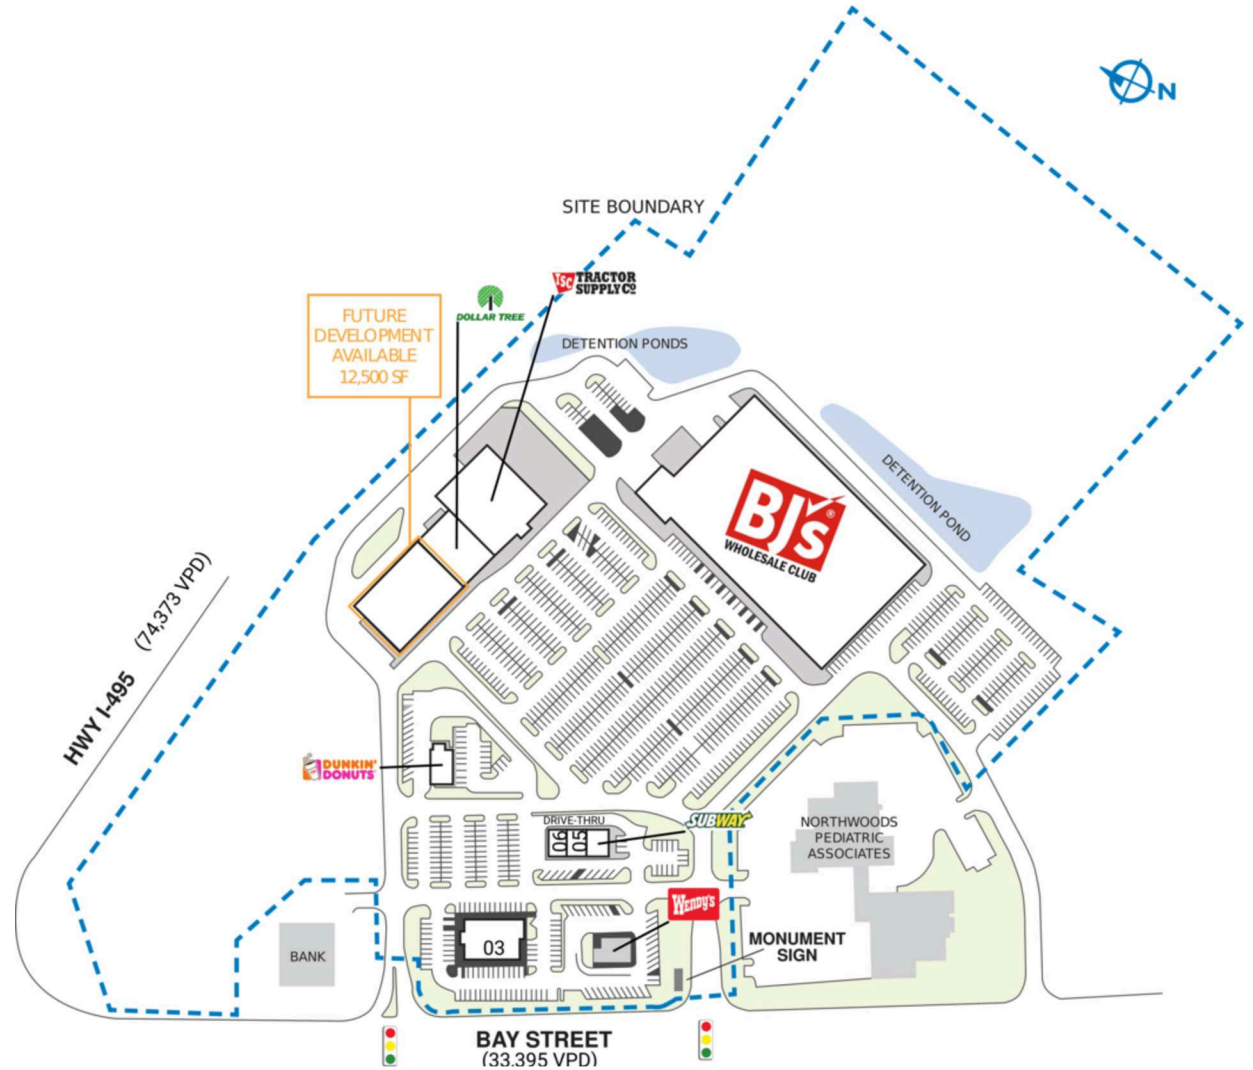 N
SITE BOUNDARY
TSC TRACTOR
SUPPLY CO
DOLLAR TREE
FUTURE
DEVELOPMENT
AVAILABLE
12,500 SF
DETENTION PONDS
DETENTION POND
BJ's
®
WHOLESALE CLUB
HWY I-495 (74,373 VPD)
DUNKIN'
DONUTS
DRIVE-THRU
06
05
SUBWAY
NORTHWOODS
PEDIATRIC
ASSOCIATES
WENDY'S
03
BANK
MONUMENT
SIGN
BAY STREET
(33,395 VPD)